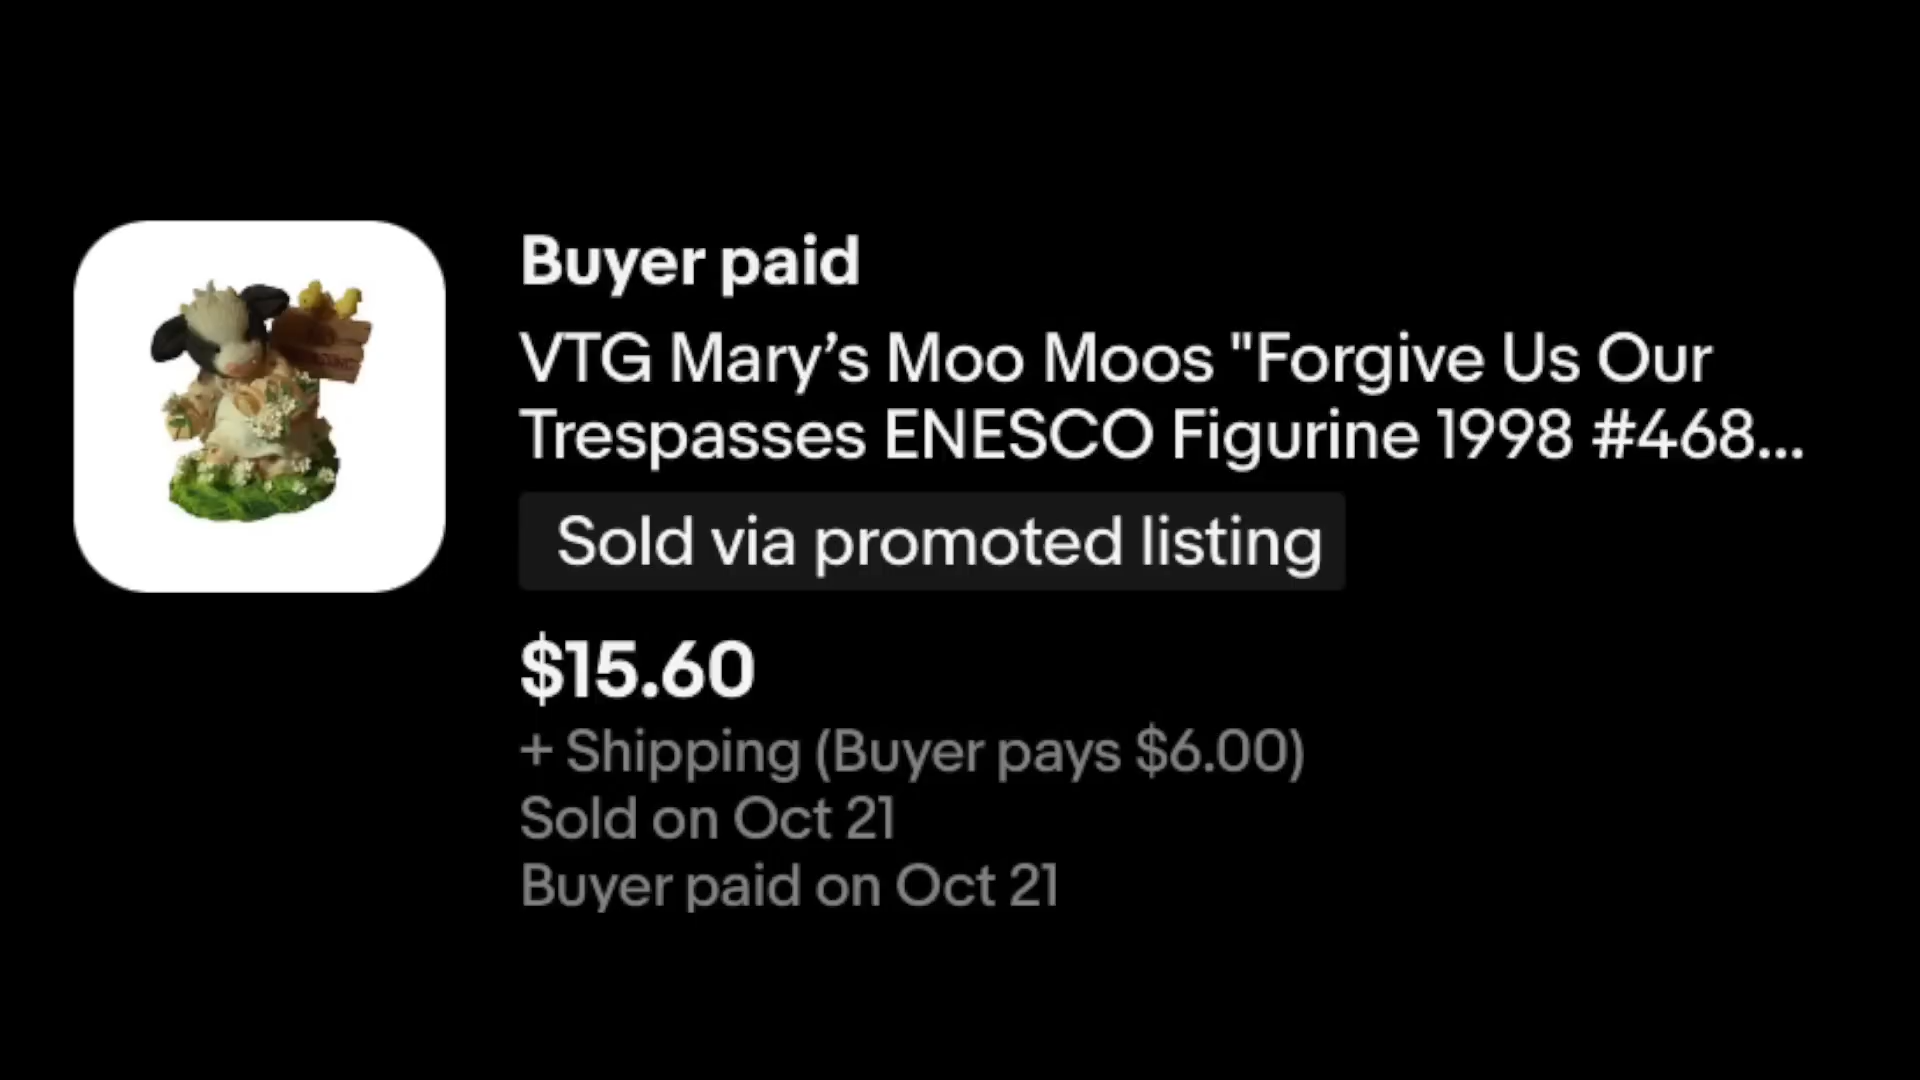 Buyer paid
VTG Mary’s Moo Moos "Forgive Us Our
Trespasses ENESCO Figurine 1998 #468...
Sold via promoted listing
$15.60
+ Shipping (Buyer pays $6.00)
Sold on Oct 21
Buyer paid on Oct 21